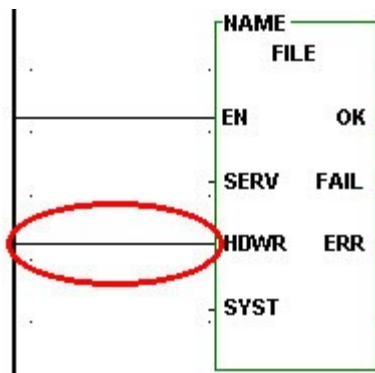 NAME
FILE
EN OK
SERV FAIL
HDWR ERR
SYST